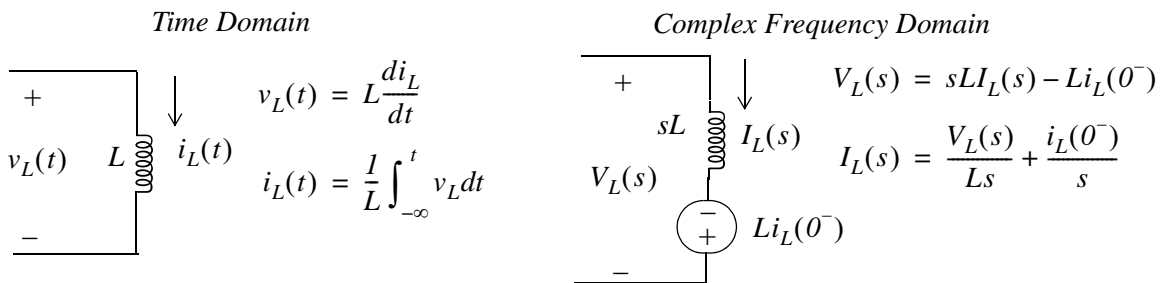 Time Domain
+
v_L(t)
−
L
i_L(t)
v_L(t) = L di_L/dt
i_L(t) = 1/L ∫_{−∞}^{t} v_L dt
Complex Frequency Domain
+
V_L(s)
−
sL
I_L(s)
−
+
Li_L(0⁻)
V_L(s) = sLI_L(s) − Li_L(0⁻)
I_L(s) = V_L(s)/Ls + i_L(0⁻)/s